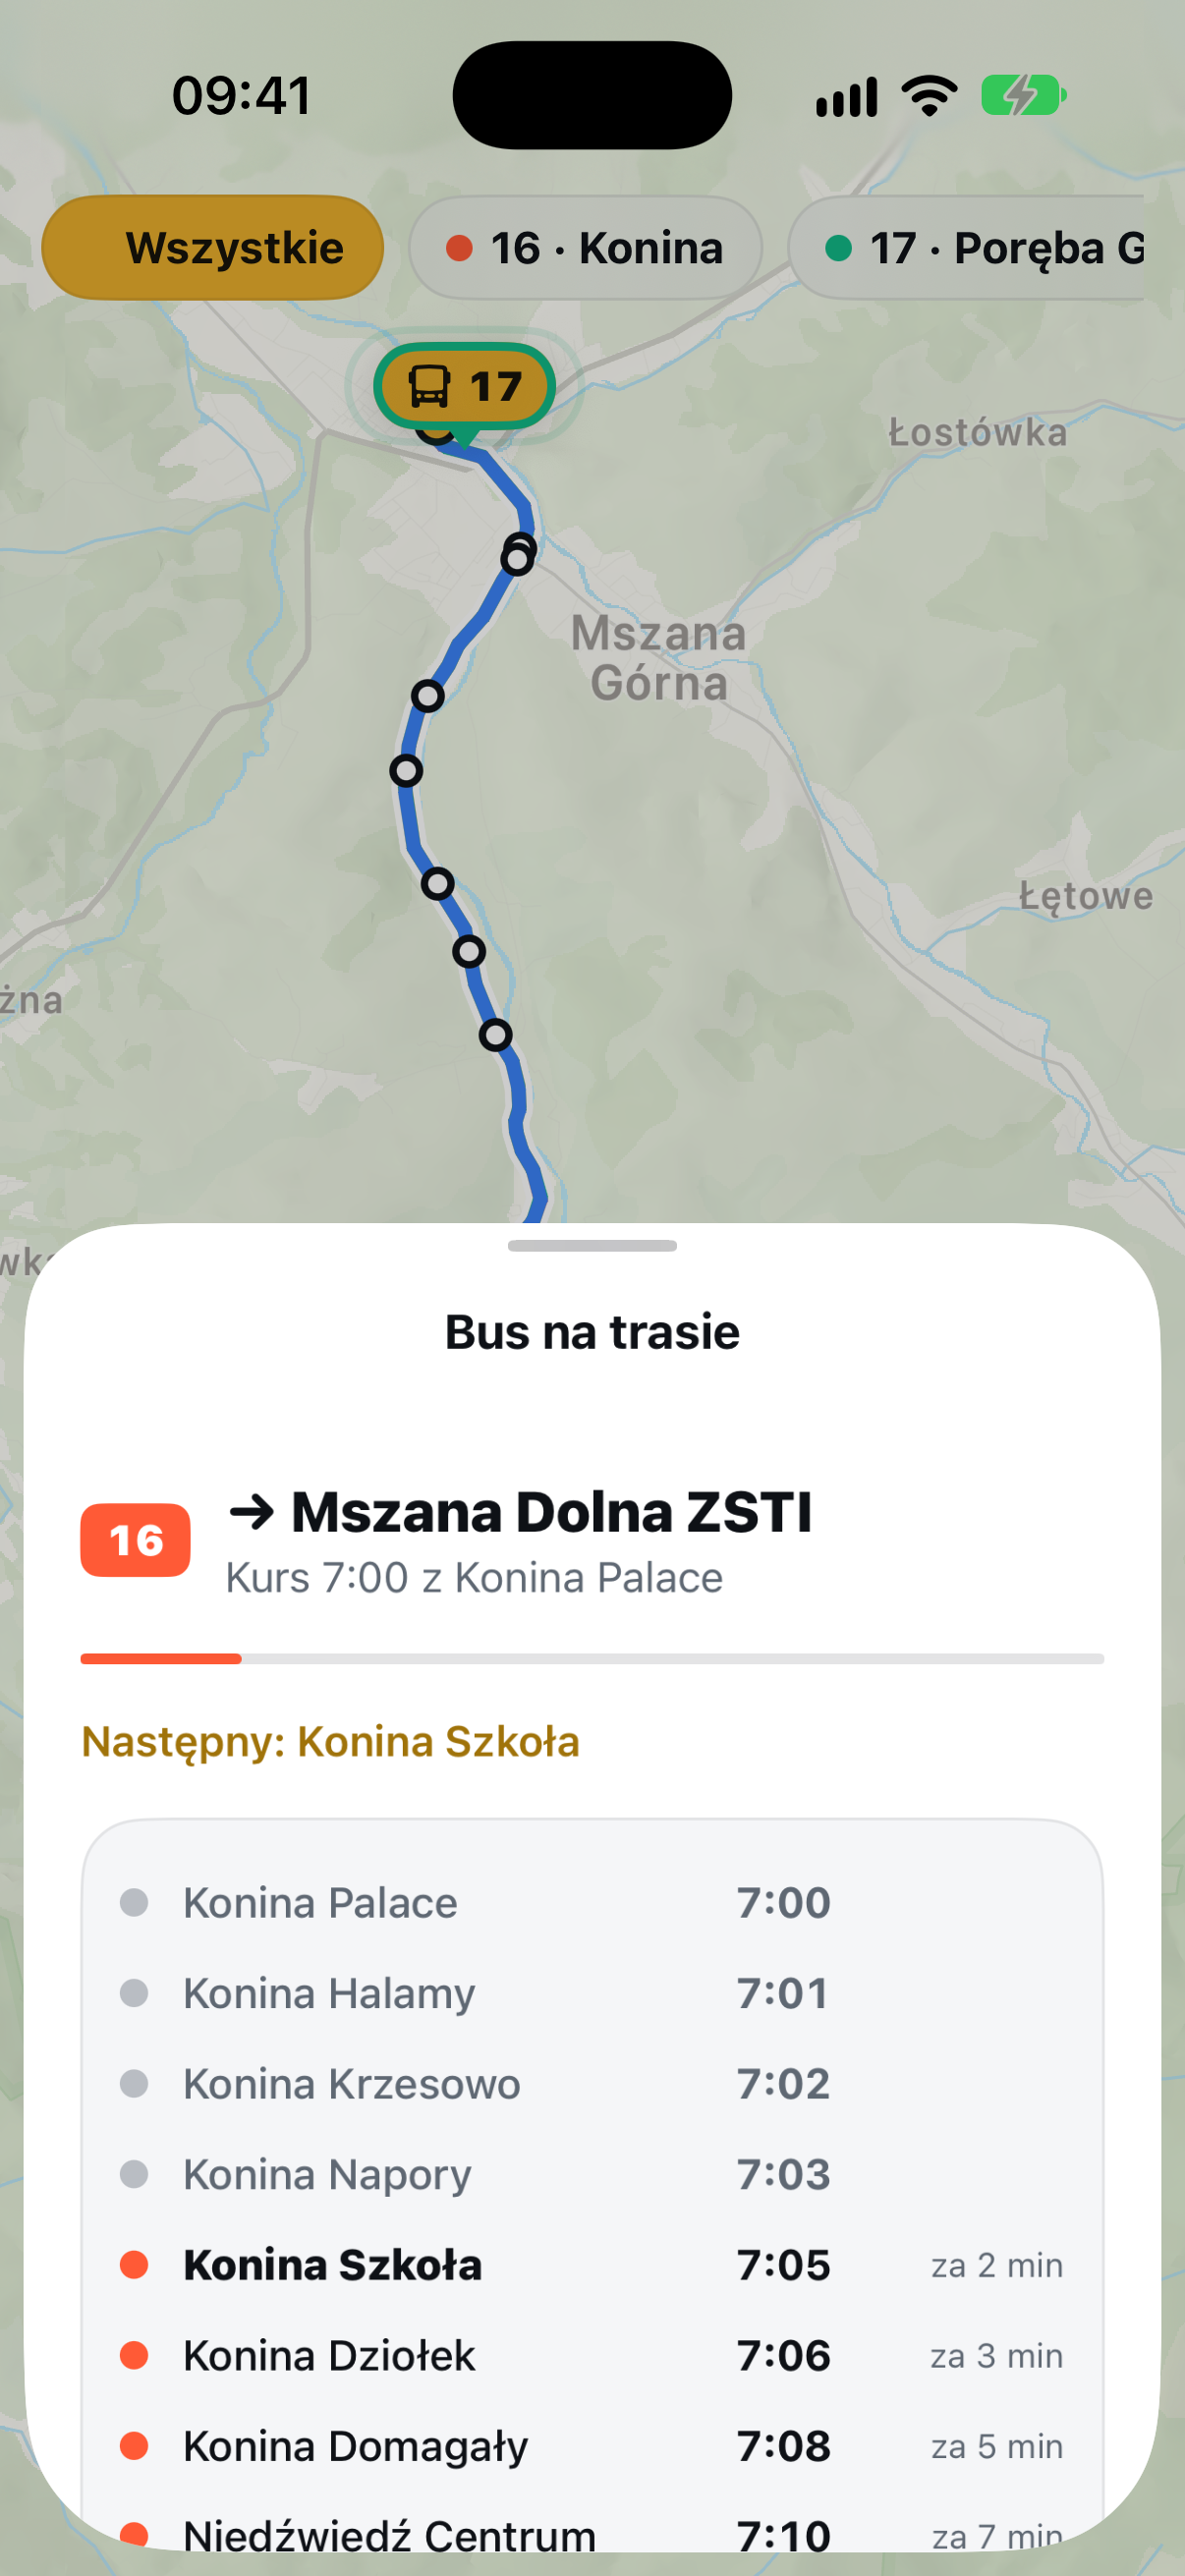 09:41
Wszystkie
16 · Konina
17 · Poręba G
17
Łostówka
Mszana
Górna
Łętowe
żna
Bus na trasie
16
→ Mszana Dolna ZSTI
Kurs 7:00 z Konina Palace
Następny: Konina Szkoła
Konina Palace 7:00
Konina Halamy 7:01
Konina Krzesowo 7:02
Konina Napory 7:03
Konina Szkoła 7:05 za 2 min
Konina Dziołek 7:06 za 3 min
Konina Domagały 7:08 za 5 min
Niedźwiedź Centrum 7:10 za 7 min